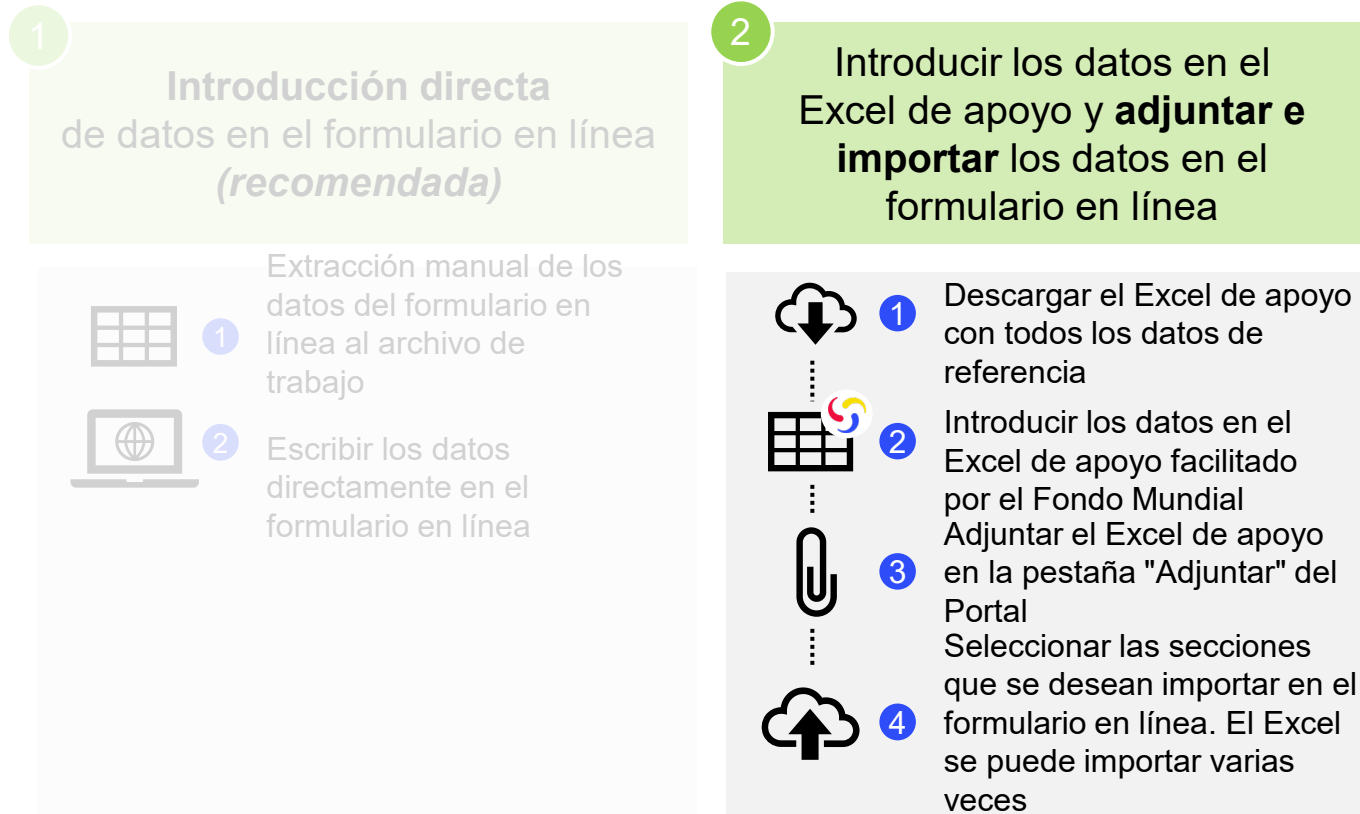 1
Introducción directa
de datos en el formulario en línea
(recomendada)
1
Extracción manual de los
datos del formulario en
línea al archivo de
trabajo
2
Escribir los datos
directamente en el
formulario en línea
2
Introducir los datos en el
Excel de apoyo y adjuntar e
importar los datos en el
formulario en línea
1
Descargar el Excel de apoyo
con todos los datos de
referencia
2
Introducir los datos en el
Excel de apoyo facilitado
por el Fondo Mundial
3
Adjuntar el Excel de apoyo
en la pestaña "Adjuntar" del
Portal
4
Seleccionar las secciones
que se desean importar en el
formulario en línea. El Excel
se puede importar varias
veces